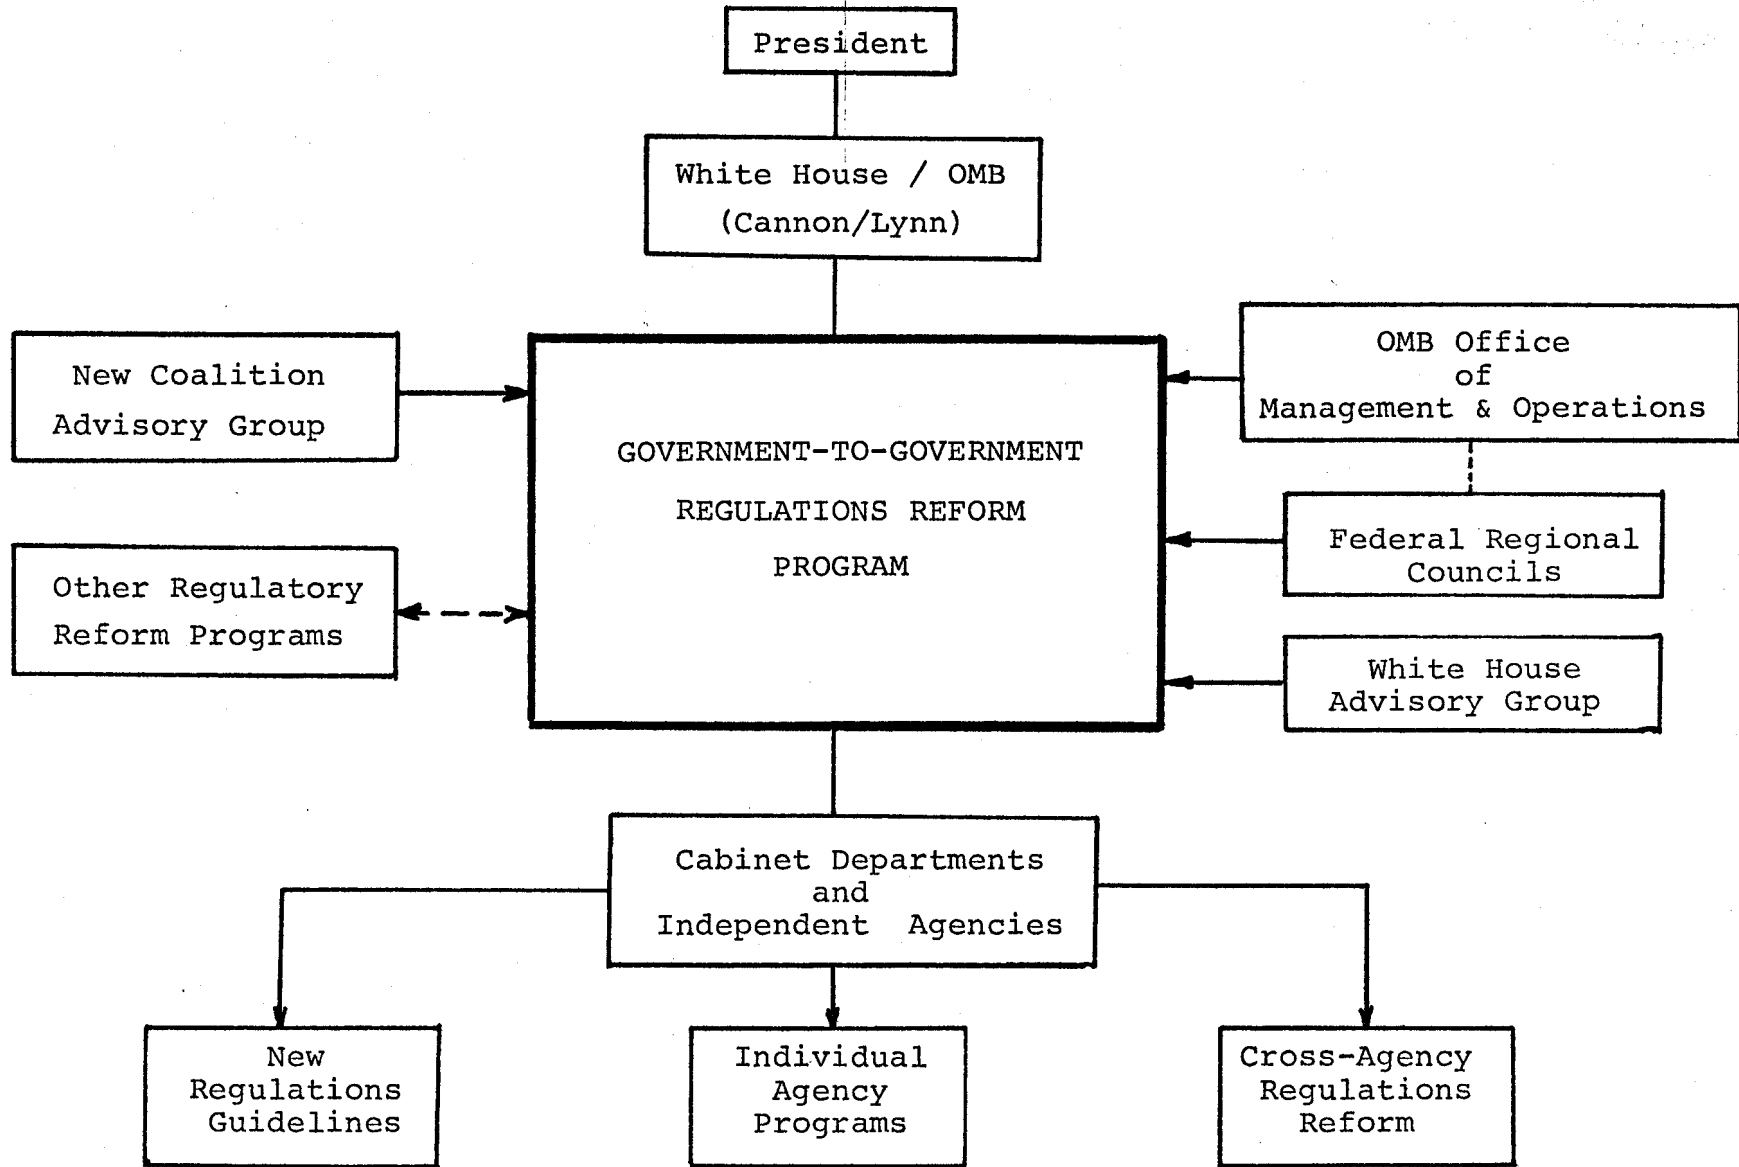 President
White House / OMB
(Cannon/Lynn)
New Coalition
Advisory Group
Other Regulatory
Reform Programs
GOVERNMENT-TO-GOVERNMENT
REGULATIONS REFORM
PROGRAM
OMB Office
of
Management & Operations
Federal Regional
Councils
White House
Advisory Group
Cabinet Departments
and
Independent Agencies
New
Regulations
Guidelines
Individual
Agency
Programs
Cross-Agency
Regulations
Reform